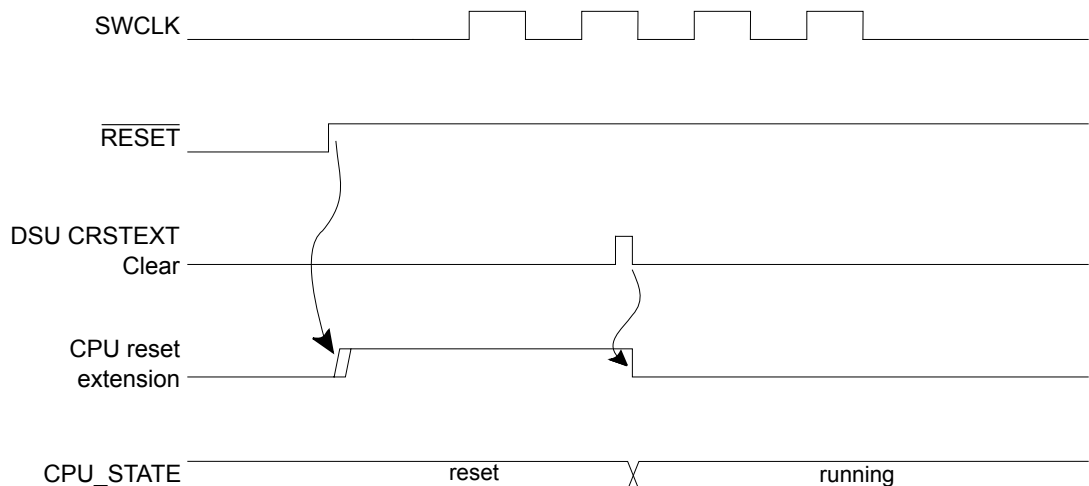 SWCLK
RESET
DSU CRSTEXT
Clear
CPU reset
extension
CPU_STATE reset running